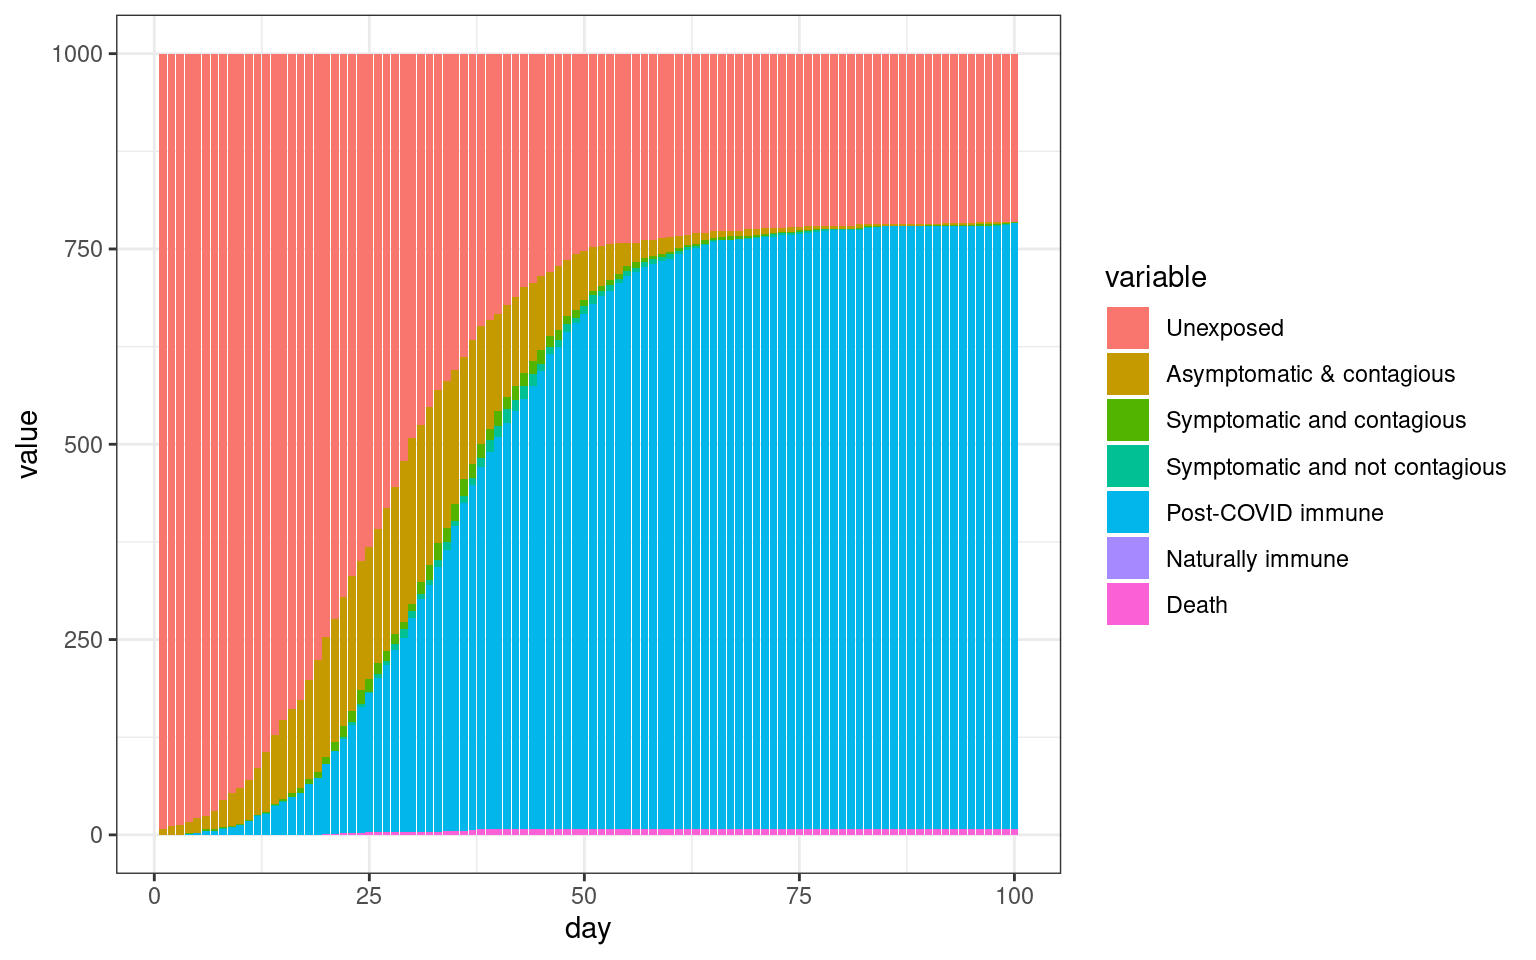 1000
750
500
250
0
value
0 25 50 75 100
day
variable
Unexposed
Asymptomatic & contagious
Symptomatic and contagious
Symptomatic and not contagious
Post-COVID immune
Naturally immune
Death